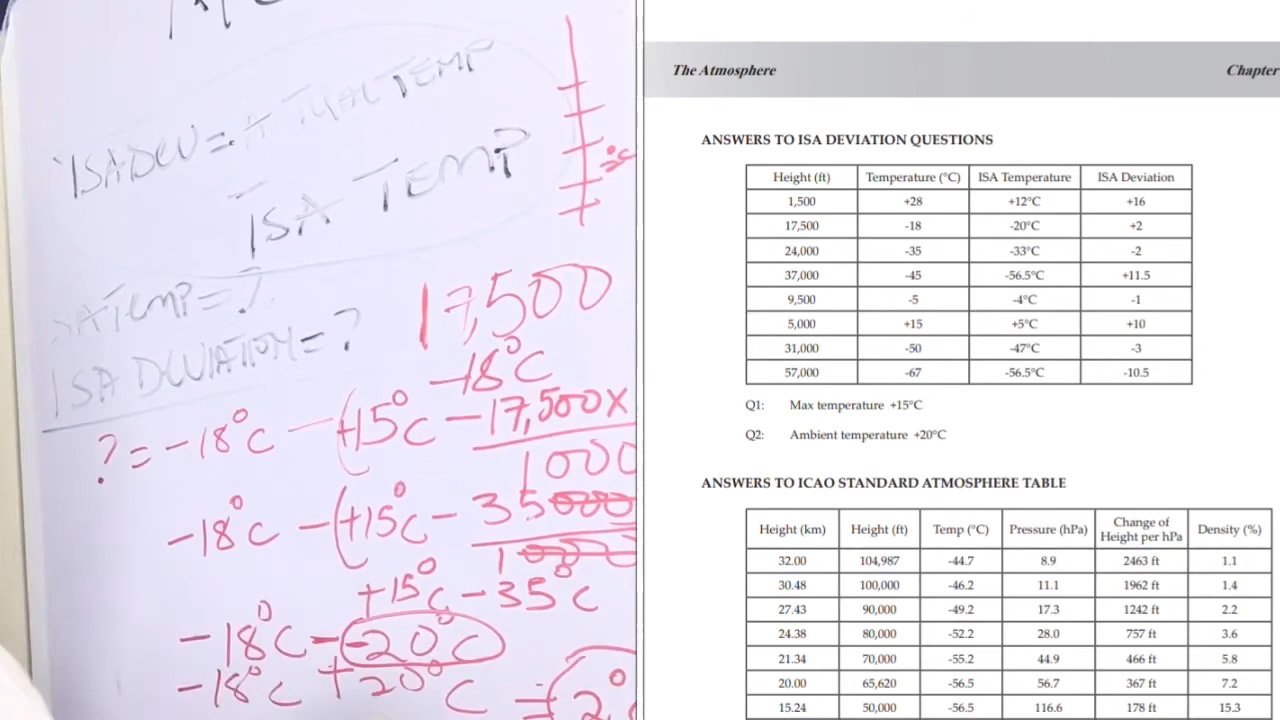 ISA DEV = ACTUAL TEMP
- ISA TEMP
ISA TEMP = ?
ISA DEVIATION = ?
17,500
-18°C
? = -18°C - (+15°C - 17,500 X
1000
-18°C - (+15°C - 35000
1000
+15°C - 35°C
-18°C - -20°C
-18°C + 20°C = 2°
The Atmosphere
Chapter
ANSWERS TO ISA DEVIATION QUESTIONS
Height (ft) Temperature (°C) ISA Temperature ISA Deviation
1,500 +28 +12°C +16
17,500 -18 -20°C +2
24,000 -35 -33°C -2
37,000 -45 -56.5°C +11.5
9,500 -5 -4°C -1
5,000 +15 +5°C +10
31,000 -50 -47°C -3
57,000 -67 -56.5°C -10.5
Q1: Max temperature +15°C
Q2: Ambient temperature +20°C
ANSWERS TO ICAO STANDARD ATMOSPHERE TABLE
Height (km) Height (ft) Temp (°C) Pressure (hPa) Change of Height per hPa Density (%)
32.00 104,987 -44.7 8.9 2463 ft 1.1
30.48 100,000 -46.2 11.1 1962 ft 1.4
27.43 90,000 -49.2 17.3 1242 ft 2.2
24.38 80,000 -52.2 28.0 757 ft 3.6
21.34 70,000 -55.2 44.9 466 ft 5.8
20.00 65,620 -56.5 56.7 367 ft 7.2
15.24 50,000 -56.5 116.6 178 ft 15.3